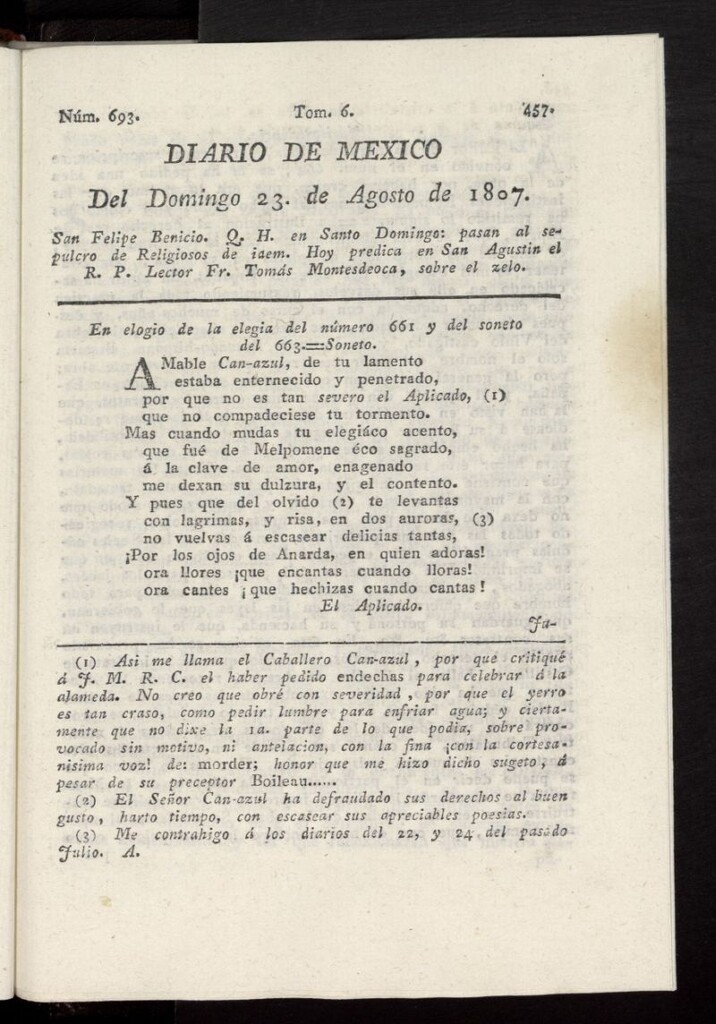 Núm. 693. Tom. 6. 457.
DIARIO DE MEXICO
Del Domingo 23. de Agosto de 1807.
San Felipe Benicio. Q. H. en Santo Domingo: pasan al se-
pulcro de Religiosos de idem. Hoy predica en San Agustin el
R. P. Lector Fr. Tomás Montesdeoca, sobre el zelo.
En elogio de la elegia del número 661 y del soneto
del 663.=Soneto.
AMable Can-azul, de tu lamento
estaba enternecido y penetrado,
por que no es tan severo el Aplicado, (1)
que no compadeciese tu tormento.
Mas cuando mudas tu elegiáco acento,
que fué de Melpomene éco sagrado,
á la clave de amor, enagenado
me dexan su dulzura, y el contento.
Y pues que del olvido (2) te levantas
con lagrimas, y risa, en dos auroras, (3)
no vuelvas á escasear delicias tantas,
¡Por los ojos de Anarda, en quien adoras!
ora llores ¡que encantas cuando lloras!
ora cantes ¡que hechizas cuando cantas!
El Aplicado.
Ju-
(1) Asi me llama el Caballero Can-azul, por que critiqué
á J. M. R. C. el haber pedido endechas para celebrar á la
alameda. No creo que obré con severidad, por que el yerro
es tan craso, como pedir lumbre para enfriar agua; y cierta-
mente que no dixe la 1a. parte de lo que podia, sobre pro-
vocado sin motivo, ni antelacion, con la fina ¡con la cortesa-
nisima voz! de: morder; honor que me hizo dicho sugeto, á
pesar de su preceptor Boileau......
(2) El Señor Can-azul ha defraudado sus derechos al buen
gusto, harto tiempo, con escasear sus apreciables poesias.
(3) Me contrahigo á los diarios del 22, y 24 del pasado
Julio. A.